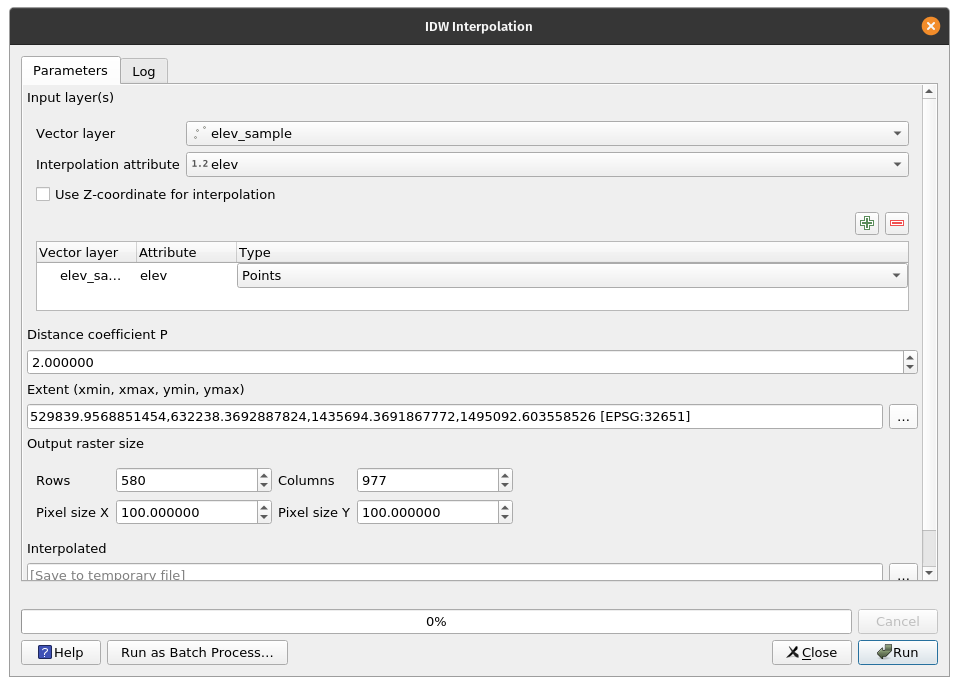 IDW Interpolation
Parameters Log
Input layer(s)
Vector layer elev_sample
Interpolation attribute 1.2 elev
Use Z-coordinate for interpolation
Vector layer Attribute Type
elev_sa... elev Points
Distance coefficient P
2.000000
Extent (xmin, xmax, ymin, ymax)
529839.9568851454,632238.3692887824,1435694.3691867772,1495092.603558526 [EPSG:32651] ...
Output raster size
Rows 580 Columns 977
Pixel size X 100.000000 Pixel size Y 100.000000
Interpolated
[Save to temporary file] ...
0% Cancel
? Help Run as Batch Process... Close Run